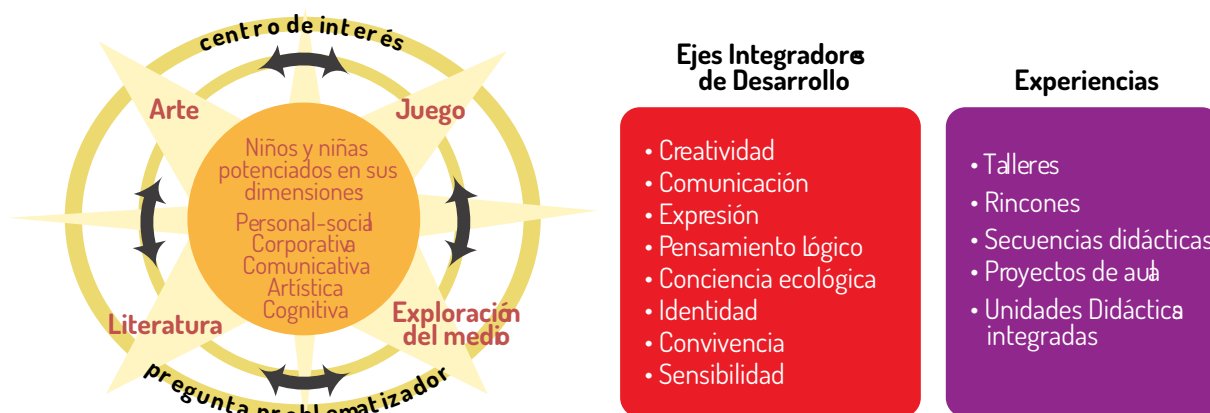 centro de interés
Arte
Juego
Niños y niñas
potenciados en sus
dimensiones
Personal-social
Corporativa
Comunicativa
Artística
Cognitiva
Literatura
Exploración
del medio
pregunta problematizador
Ejes Integradores
de Desarrollo
• Creatividad
• Comunicación
• Expresión
• Pensamiento Lógico
• Conciencia ecológica
• Identidad
• Convivencia
• Sensibilidad
Experiencias
• Talleres
• Rincones
• Secuencias didácticas
• Proyectos de aula
• Unidades Didácticas
integradas